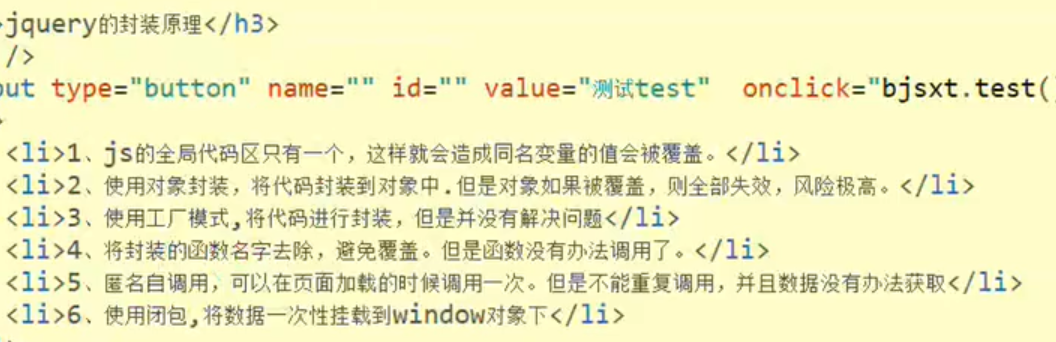 >jquery的封装原理</h3>
/>
out type="button" name="" id="" value="测试test" onclick="bjsxt.test()
>
<li>1、js的全局代码区只有一个，这样就会造成同名变量的值会被覆盖。</li>
<li>2、使用对象封装，将代码封装到对象中.但是对象如果被覆盖，则全部失效，风险极高。</li>
<li>3、使用工厂模式,将代码进行封装，但是并没有解决问题</li>
<li>4、将封装的函数名字去除，避免覆盖。但是函数没有办法调用了。</li>
<li>5、匿名自调用，可以在页面加载的时候调用一次。但是不能重复调用，并且数据没有办法获取</li>
<li>6、使用闭包,将数据一次性挂载到window对象下</li>